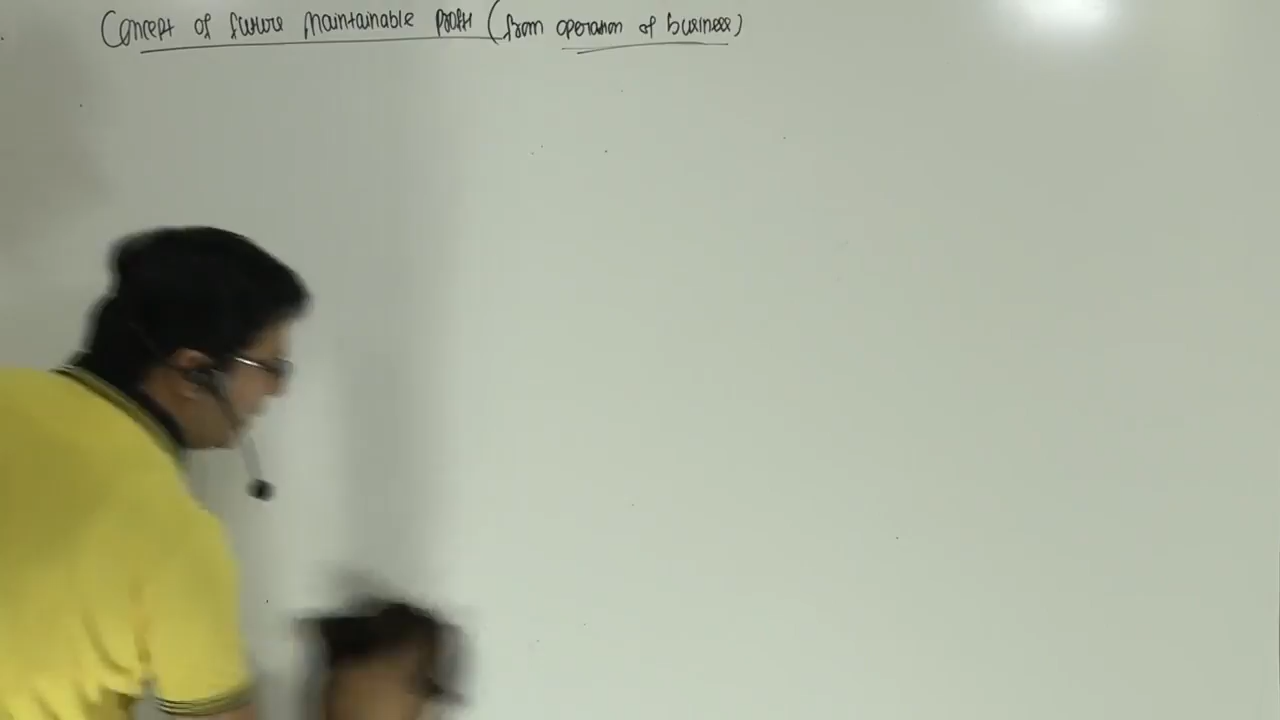 Concept of future Maintainable profit (from operation of business)